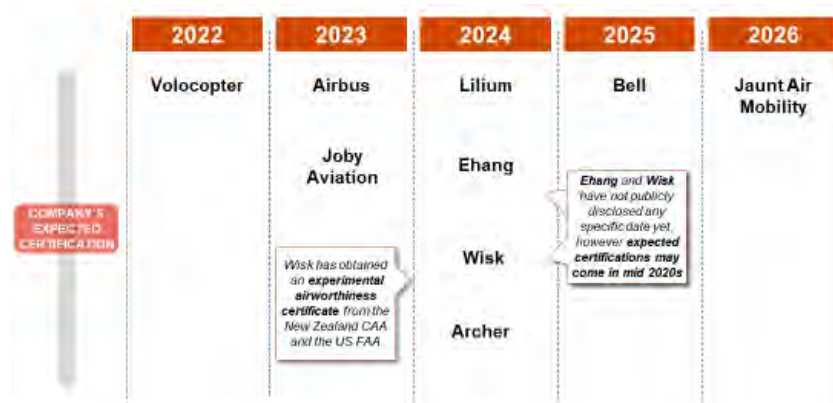 2022 2023 2024 2025 2026
Volocopter Airbus Lilium Bell Jaunt Air
Mobility
Joby
Aviation
Ehang
Ehang and Wisk
have not publicly
disclosed any
specific date yet,
however expected
certifications may
come in mid 2020s
COMPANY'S
EXPECTED
CERTIFICATION
Wisk has obtained
an experimental
airworthiness
certificate from the
New Zealand CAA
and the US FAA
Wisk
Archer